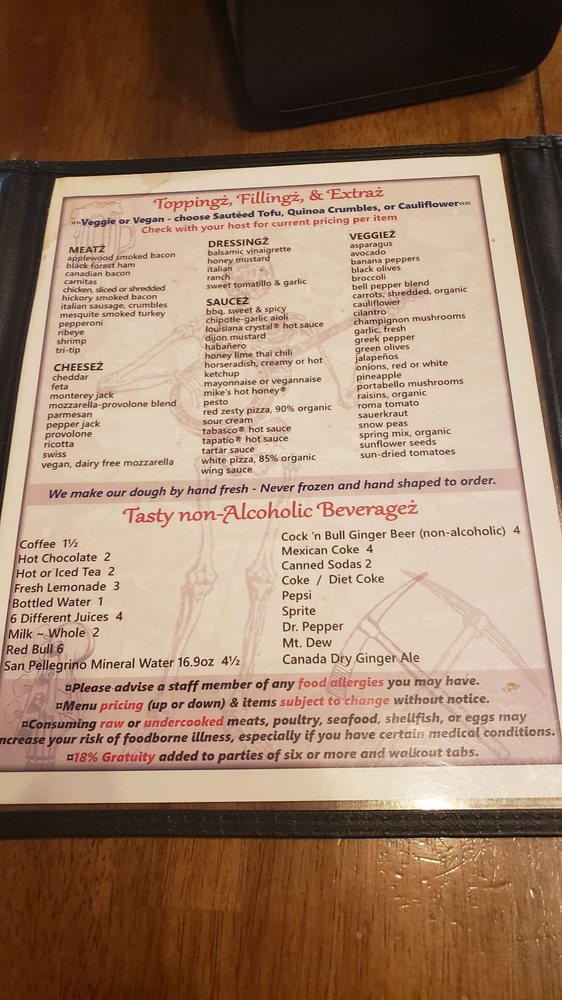 Toppingż, Fillingż, & Extraż
»»Veggie or Vegan - choose Sautéed Tofu, Quinoa Crumbles, or Cauliflower««
Check with your host for current pricing per item
MEATŻ
applewood smoked bacon
black forest ham
canadian bacon
carnitas
chicken, sliced or shredded
hickory smoked bacon
italian sausage, crumbles
mesquite smoked turkey
pepperoni
ribeye
shrimp
tri-tip
CHEESEŻ
cheddar
feta
monterey jack
mozzarella-provolone blend
parmesan
pepper jack
provolone
ricotta
swiss
vegan, dairy free mozzarella
DRESSINGŻ
balsamic vinaigrette
honey mustard
italian
ranch
sweet tomatillo & garlic
SAUCEŻ
bbq, sweet & spicy
chipotle-garlic aioli
louisiana crystal® hot sauce
dijon mustard
habañero
honey lime thai chili
horseradish, creamy or hot
ketchup
mayonnaise or vegannaise
mike's hot honey®
pesto
red zesty pizza, 90% organic
sour cream
tabasco® hot sauce
tapatío® hot sauce
tartar sauce
white pizza, 85% organic
wing sauce
VEGGIEŻ
asparagus
avocado
banana peppers
black olives
broccoli
bell pepper blend
carrots, shredded, organic
cauliflower
cilantro
champignon mushrooms
garlic, fresh
greek pepper
green olives
jalapeños
onions, red or white
pineapple
portabello mushrooms
raisins, organic
roma tomato
sauerkraut
snow peas
spring mix, organic
sunflower seeds
sun-dried tomatoes
We make our dough by hand fresh - Never frozen and hand shaped to order.
Tasty non-Alcoholic Beverageż
Coffee 1½
Hot Chocolate 2
Hot or Iced Tea 2
Fresh Lemonade 3
Bottled Water 1
6 Different Juices 4
Milk ~ Whole 2
Red Bull 6
San Pellegrino Mineral Water 16.9oz 4½
Cock 'n Bull Ginger Beer (non-alcoholic) 4
Mexican Coke 4
Canned Sodas 2
Coke / Diet Coke
Pepsi
Sprite
Dr. Pepper
Mt. Dew
Canada Dry Ginger Ale
¤Please advise a staff member of any food allergies you may have.
¤Menu pricing (up or down) & items subject to change without notice.
¤Consuming raw or undercooked meats, poultry, seafood, shellfish, or eggs may
increase your risk of foodborne illness, especially if you have certain medical conditions.
¤18% Gratuity added to parties of six or more and walkout tabs.